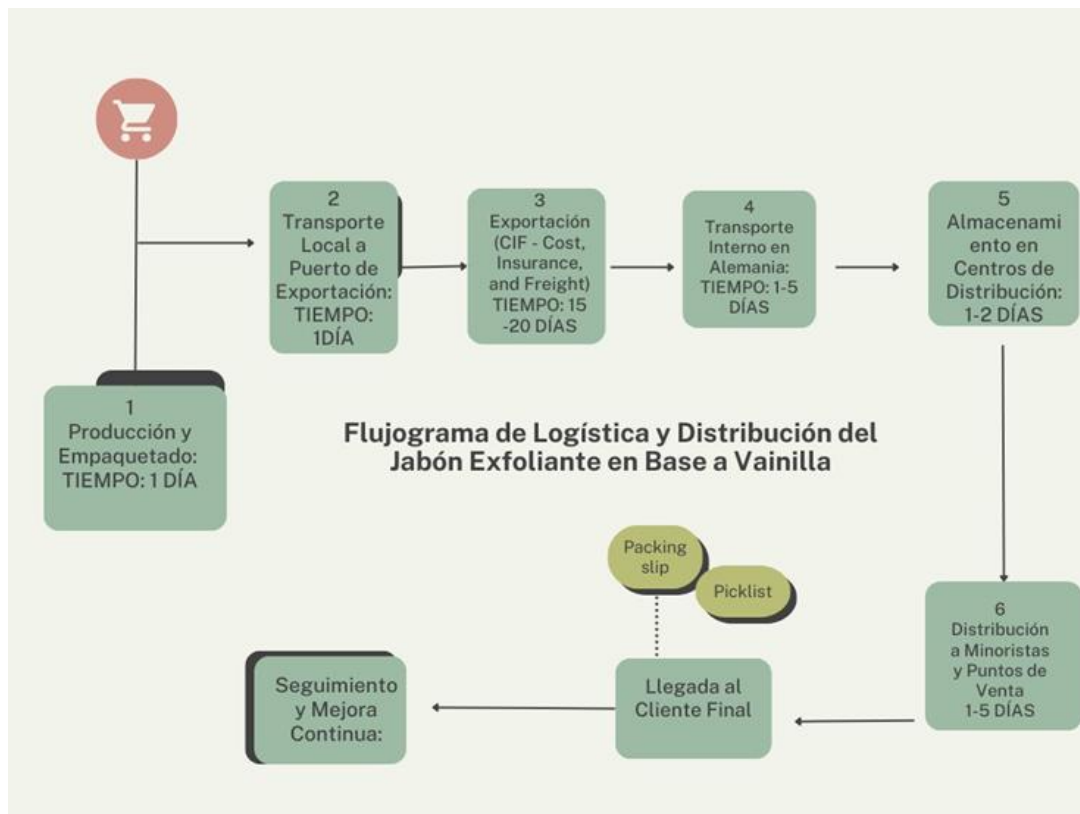 1
Producción y
Empaquetado:
TIEMPO: 1 DÍA
2
Transporte
Local a
Puerto de
Exportación:
TIEMPO:
1DÍA
3
Exportación
(CIF - Cost,
Insurance,
and Freight)
TIEMPO: 15
-20 DÍAS
4
Transporte
Interno en
Alemania:
TIEMPO: 1-5
DÍAS
5
Almacenami
ento en
Centros de
Distribución:
1-2 DÍAS
Flujograma de Logística y Distribución del
Jabón Exfoliante en Base a Vainilla
6
Distribución
a Minoristas
y Puntos de
Venta
1-5 DÍAS
Packing
slip
Picklist
Llegada al
Cliente Final
Seguimiento
y Mejora
Continua: